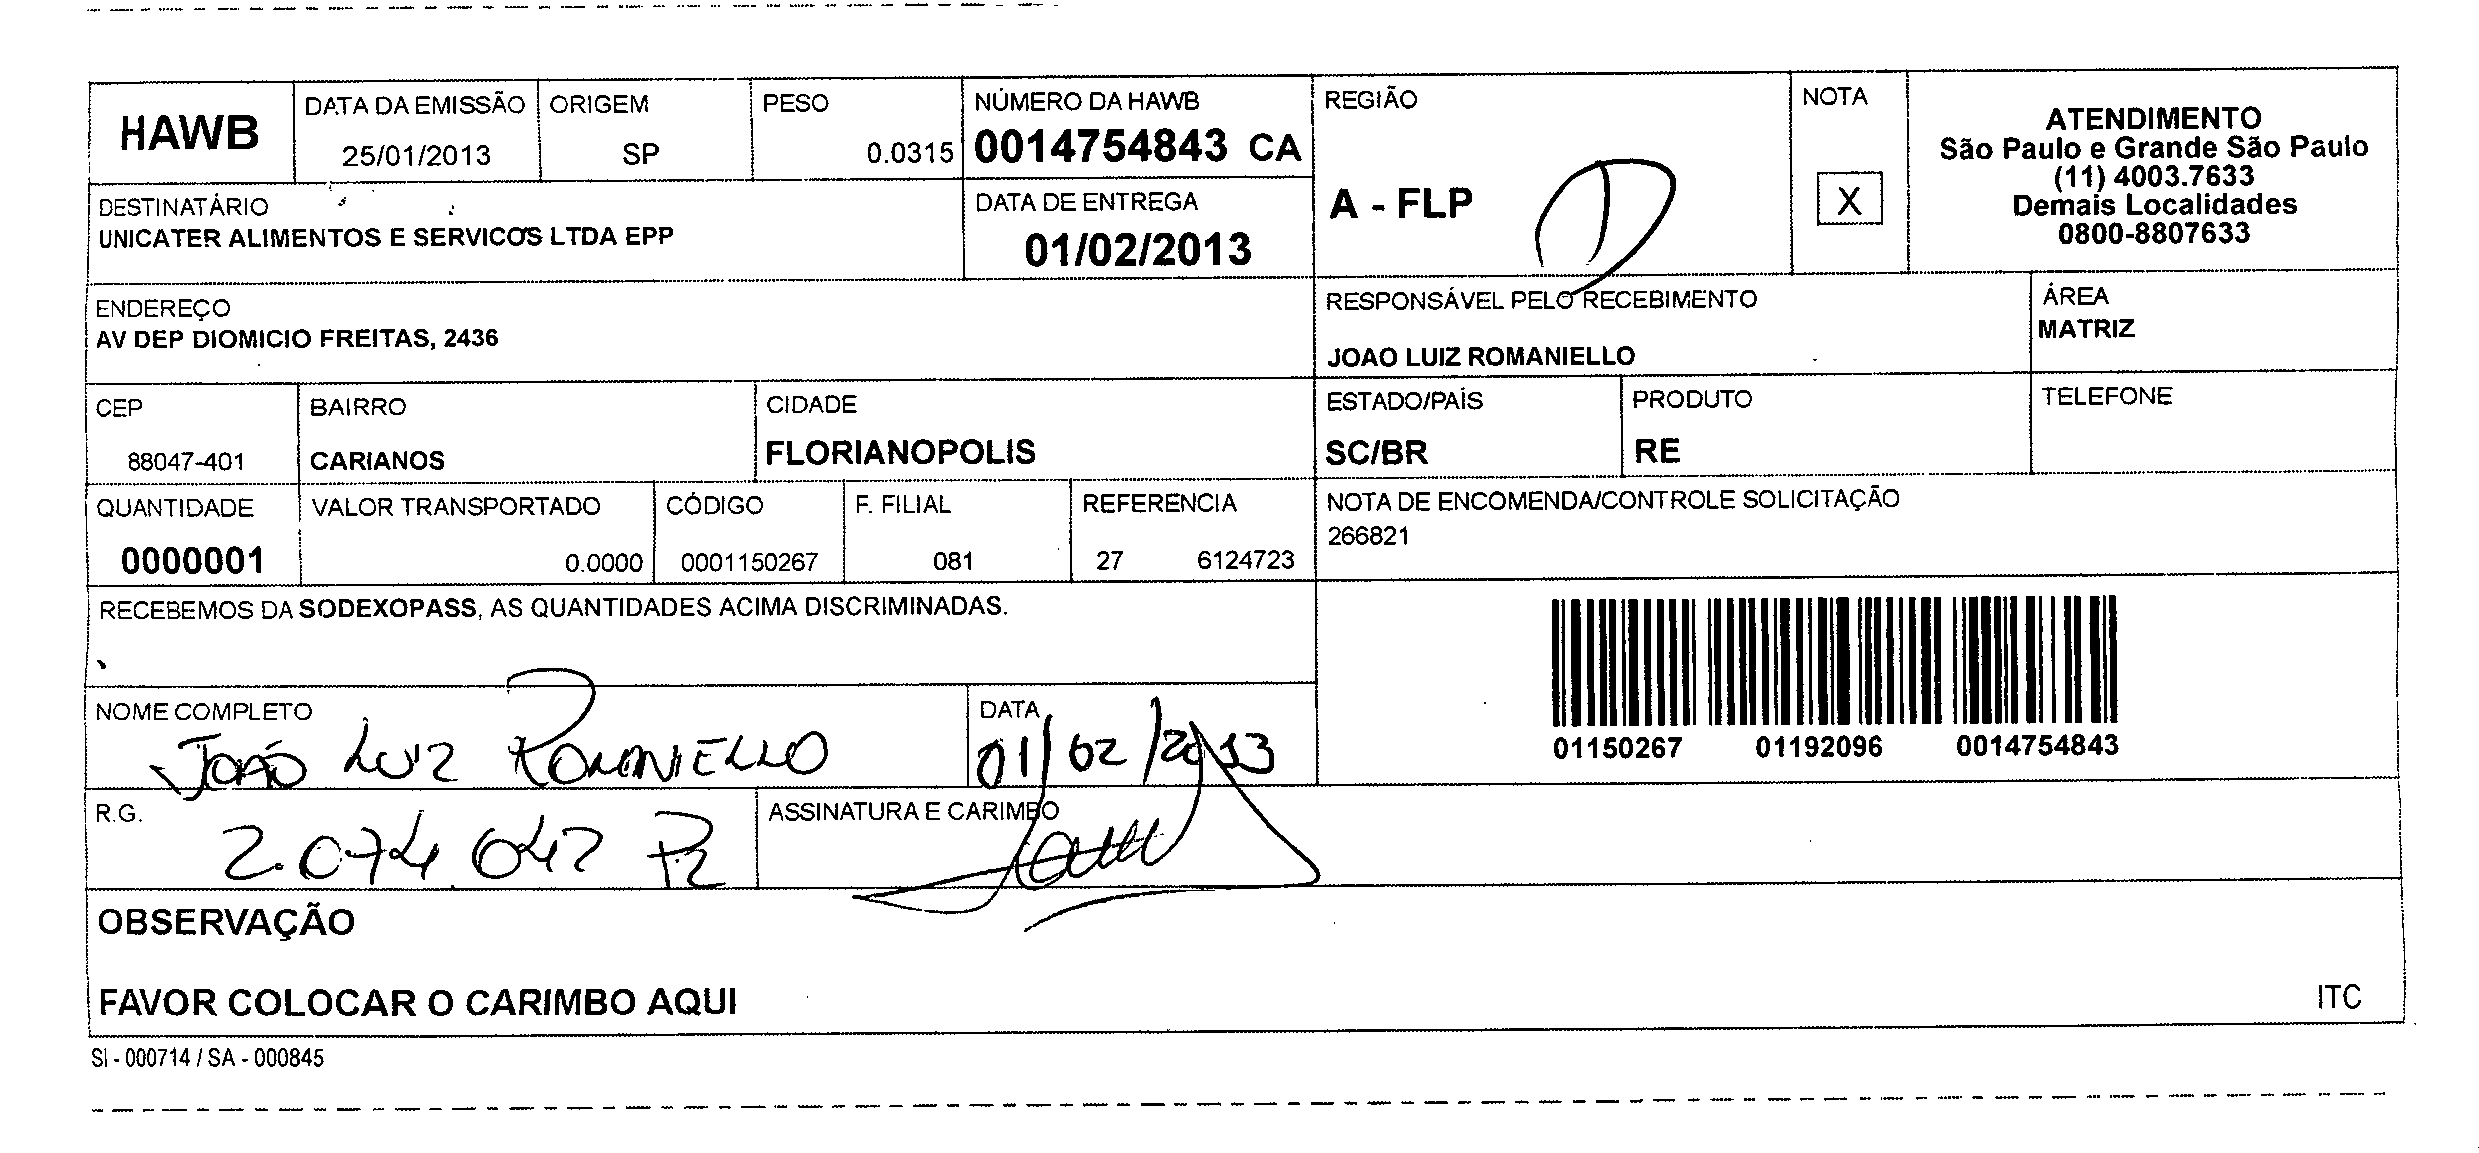 HAWB
DATA DA EMISSÃO
25/01/2013
ORIGEM
SP
PESO
0.0315
NÚMERO DA HAWB
0014754843 CA
REGIÃO
A - FLP
NOTA
X
ATENDIMENTO
São Paulo e Grande São Paulo
(11) 4003.7633
Demais Localidades
0800-8807633
DESTINATÁRIO
UNICATER ALIMENTOS E SERVICOS LTDA EPP
DATA DE ENTREGA
01/02/2013
ENDEREÇO
AV DEP DIOMICIO FREITAS, 2436
RESPONSÁVEL PELO RECEBIMENTO
JOAO LUIZ ROMANIELLO
ÁREA
MATRIZ
CEP
88047-401
BAIRRO
CARIANOS
CIDADE
FLORIANOPOLIS
ESTADO/PAÍS
SC/BR
PRODUTO
RE
TELEFONE
QUANTIDADE
0000001
VALOR TRANSPORTADO
0.0000
CÓDIGO
0001150267
F. FILIAL
081
REFERENCIA
27 6124723
NOTA DE ENCOMENDA/CONTROLE SOLICITAÇÃO
266821
RECEBEMOS DA SODEXOPASS, AS QUANTIDADES ACIMA DISCRIMINADAS.
01150267 01192096 0014754843
NOME COMPLETO
JOÃO LUIZ ROMANIELLO
DATA
01/02/2013
R.G.
2.074.047 PR
ASSINATURA E CARIMBO
OBSERVAÇÃO
FAVOR COLOCAR O CARIMBO AQUI
ITC
SI - 000714 / SA - 000845